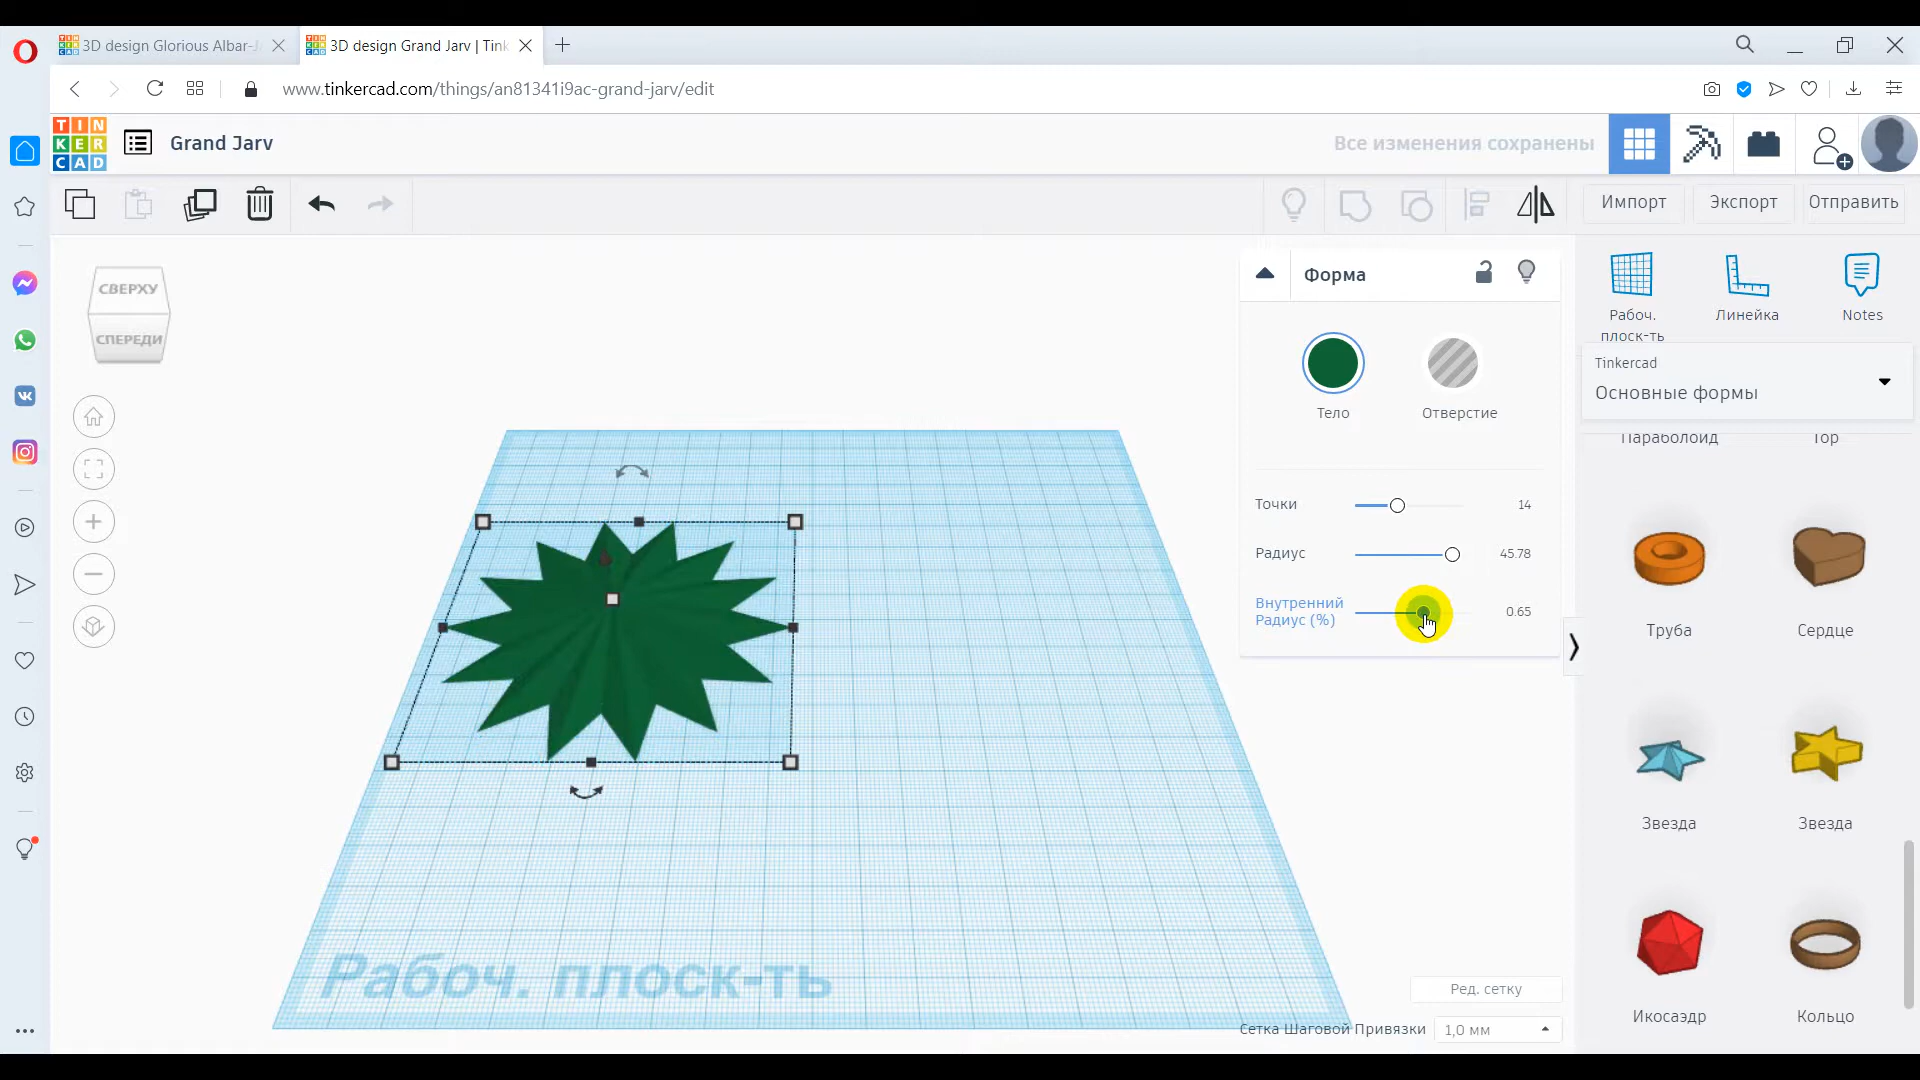 3D design Glorious Albar-J
3D design Grand Jarv | Tink
www.tinkercad.com/things/an81341i9ac-grand-jarv/edit
TIN
KER
CAD
Grand Jarv
Все изменения сохранены
Импорт
Экспорт
Отправить
СВЕРХУ
СПЕРЕДИ
Форма
Тело
Отверстие
Точки
14
Радиус
45.78
Внутренний
Радиус (%)
0.65
Рабоч.
плоск-ть
Линейка
Notes
Tinkercad
Основные формы
Параболоид
Тор
Труба
Сердце
Звезда
Звезда
Икосаэдр
Кольцо
Рабоч. плоск-ть
Ред. сетку
Сетка Шаговой Привязки
1,0 мм